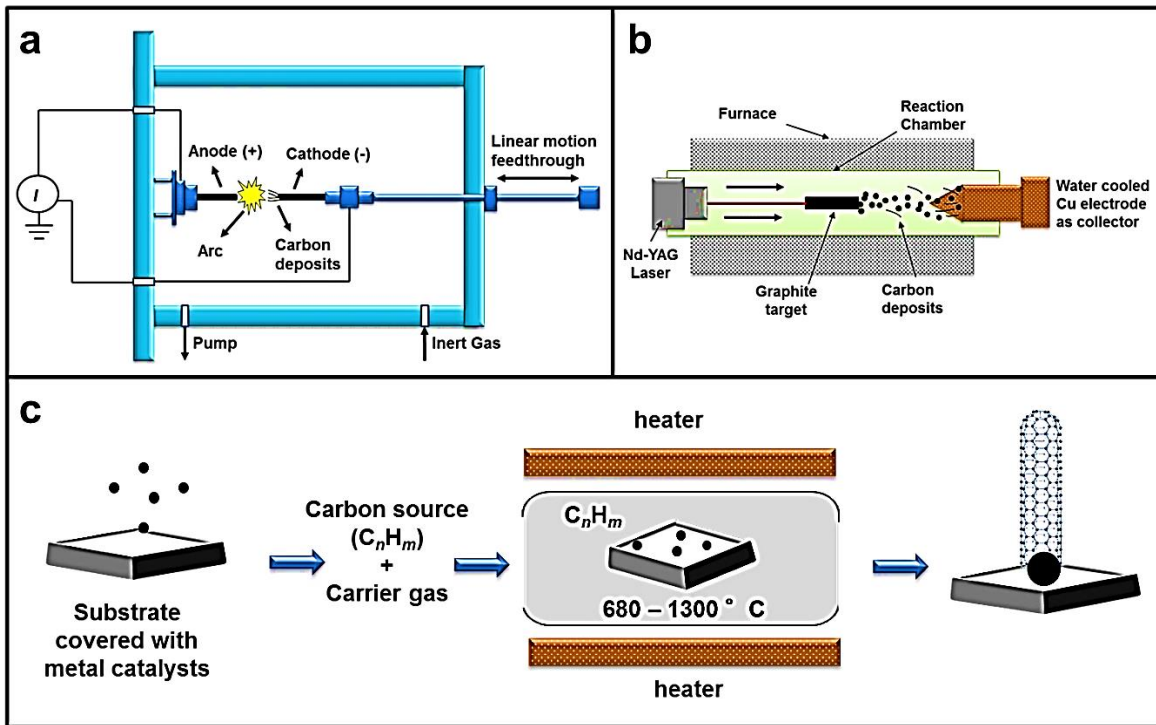 a
Anode (+)
Cathode (-)
Linear motion
feedthrough
I
Arc
Carbon
deposits
Pump
Inert Gas
b
Furnace
Reaction
Chamber
Water cooled
Cu electrode
as collector
Nd-YAG
Laser
Graphite
target
Carbon
deposits
c
Substrate
covered with
metal catalysts
Carbon source
(CnHm)
+
Carrier gas
heater
CnHm
680 – 1300 ° C
heater